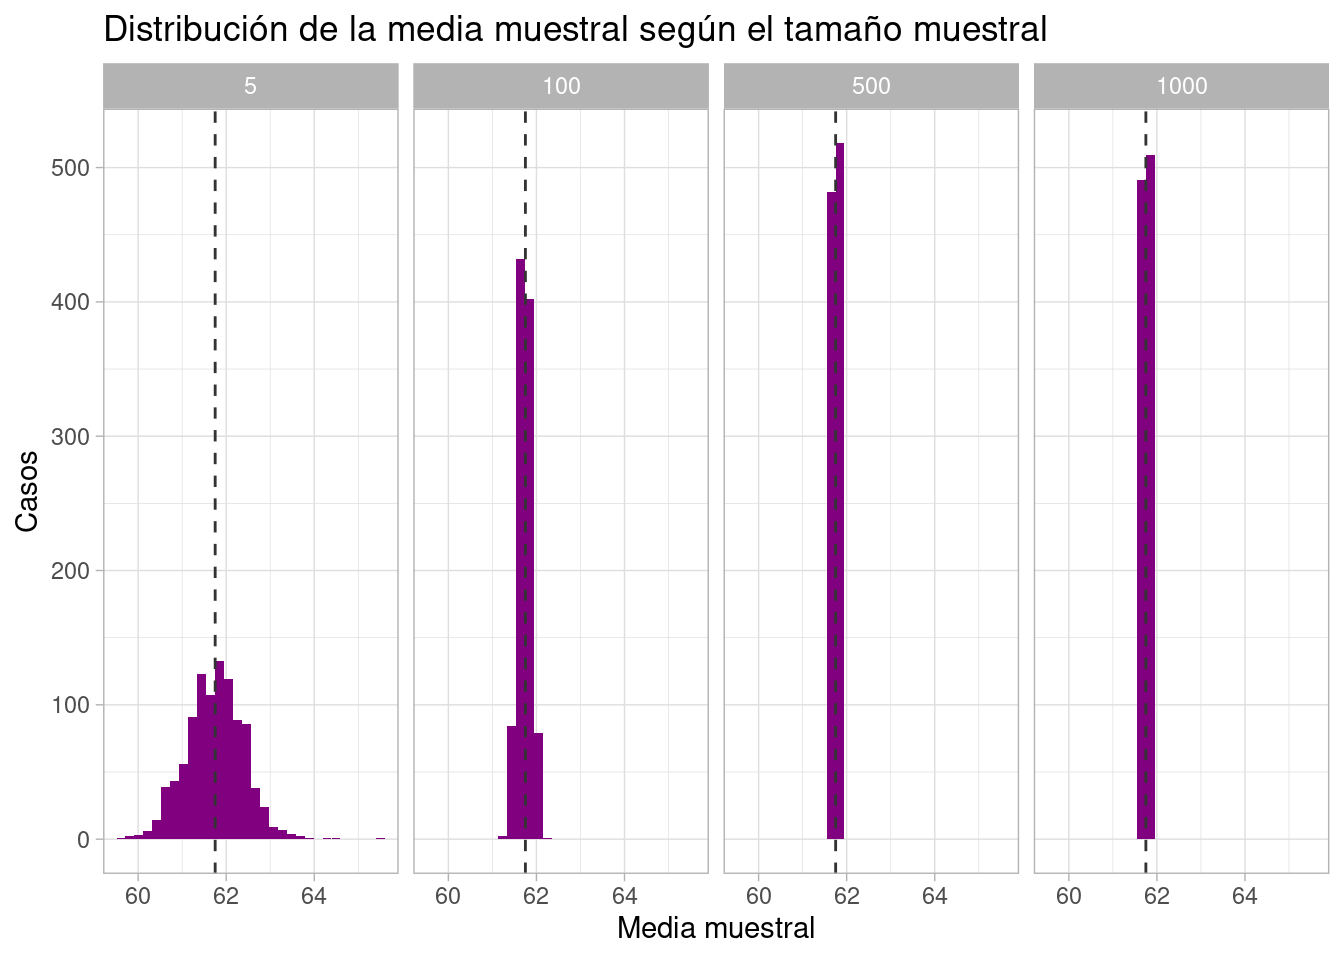 Distribución de la media muestral según el tamaño muestral
5 100 500 1000
500
400
300
200
100
0
Casos
60 62 64 60 62 64 60 62 64 60 62 64
Media muestral